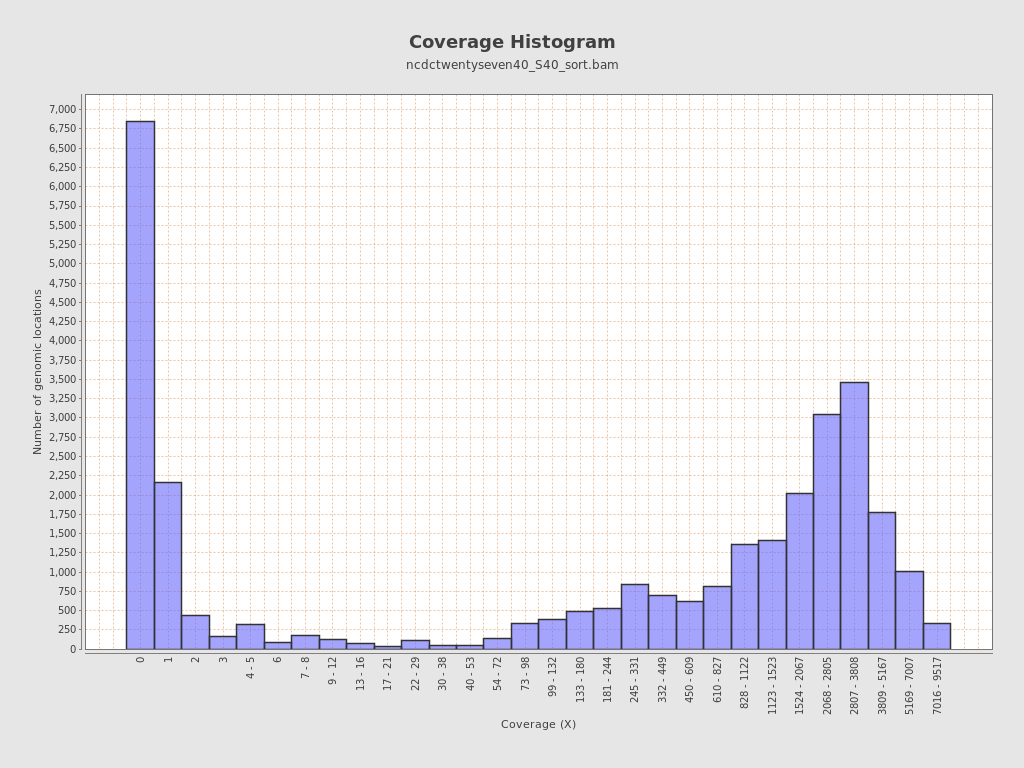 Coverage Histogram
ncdctwentyseven40_S40_sort.bam
7,000
6,750
6,500
6,250
6,000
5,750
5,500
5,250
5,000
4,750
4,500
4,250
4,000
3,750
3,500
3,250
3,000
2,750
2,500
2,250
2,000
1,750
1,500
1,250
1,000
750
500
250
0
Number of genomic locations
0
1
2
3
4 - 5
6
7 - 8
9 - 12
13 - 16
17 - 21
22 - 29
30 - 38
40 - 53
54 - 72
73 - 98
99 - 132
133 - 180
181 - 244
245 - 331
332 - 449
450 - 609
610 - 827
828 - 1122
1123 - 1523
1524 - 2067
2068 - 2805
2807 - 3808
3809 - 5167
5169 - 7007
7016 - 9517
Coverage (X)